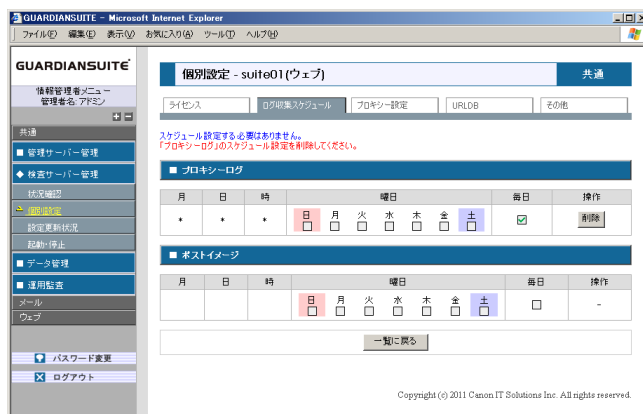 GUARDIANSUITE - Microsoft Internet Explorer
ファイル(F) 編集(E) 表示(V) お気に入り(A) ツール(T) ヘルプ(H)
GUARDIANSUITE
情報管理者メニュー
管理者名: アドミン
共通
■ 管理サーバー管理
◆ 検査サーバー管理
状況確認
個別設定
設定更新状況
起動・停止
■ データ管理
■ 運用監査
メール
ウェブ
パスワード変更
ログアウト
個別設定 - suite01(ウェブ) 共通
ライセンス ログ収集スケジュール プロキシー設定 URLDB その他
スケジュール設定する必要はありません。
「プロキシーログ」のスケジュール設定を削除してください。
■ プロキシーログ
月 日 時 曜日 毎日 操作
* * * 日 月 火 水 木 金 土 削除
■ ポストイメージ
月 日 時 曜日 毎日 操作
日 月 火 水 木 金 土 -
一覧に戻る
Copyright (c) 2011 Canon IT Solutions Inc. All rights reserved.